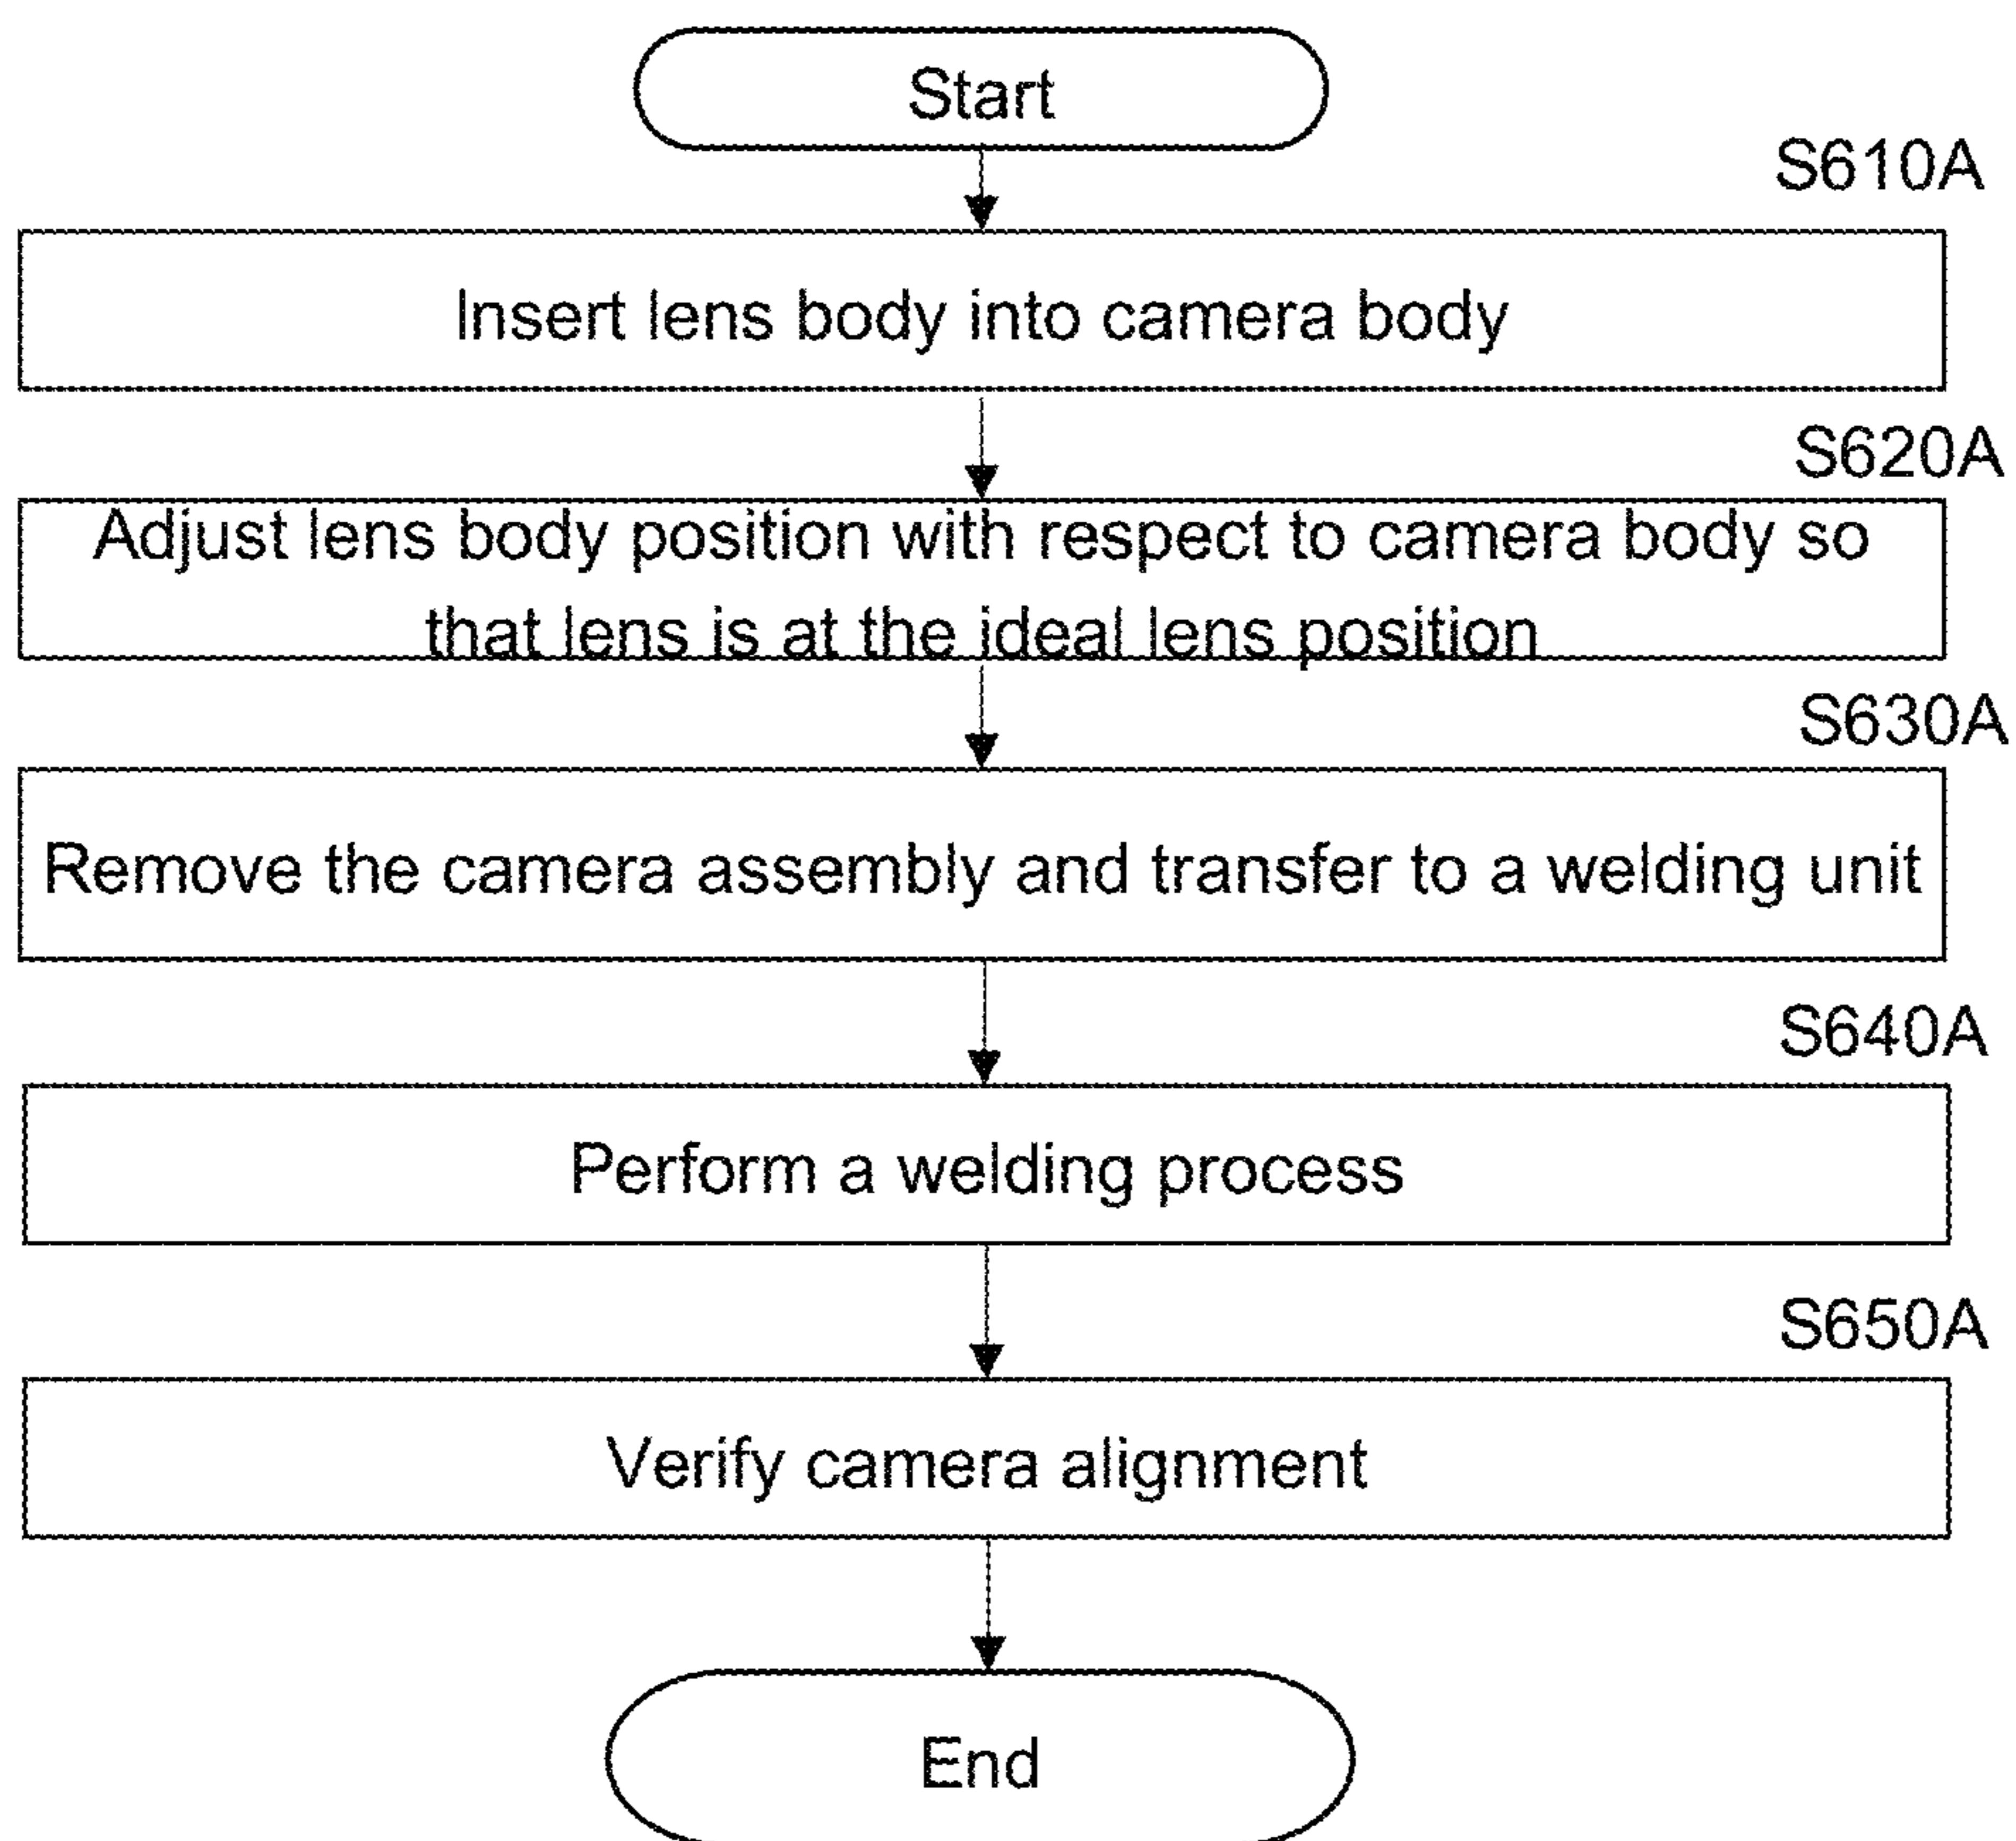 Start
S610A
Insert lens body into camera body
S620A
Adjust lens body position with respect to camera body so
that lens is at the ideal lens position
S630A
Remove the camera assembly and transfer to a welding unit
S640A
Perform a welding process
S650A
Verify camera alignment
End